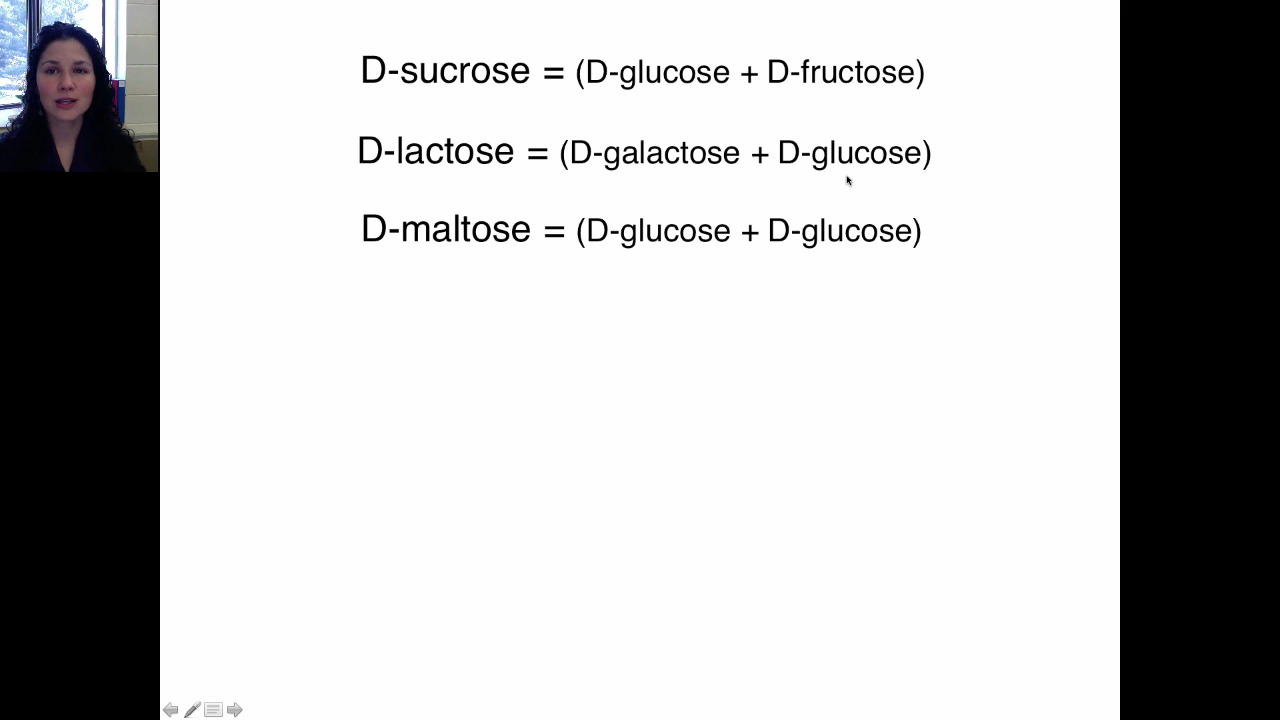 D-sucrose = (D-glucose + D-fructose)
D-lactose = (D-galactose + D-glucose)
D-maltose = (D-glucose + D-glucose)